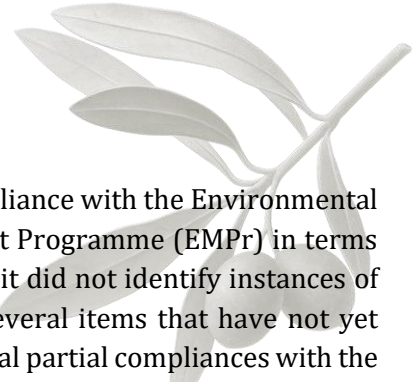 liance with the Environmental
t Programme (EMPr) in terms
it did not identify instances of
everal items that have not yet
al partial compliances with the